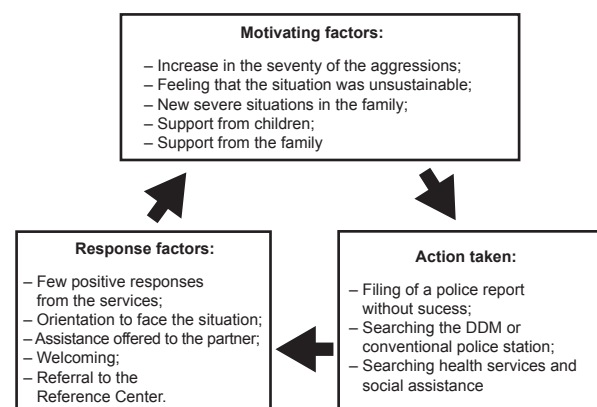 Motivating factors:
– Increase in theseventy of the aggressions;
– Feeling that the situation was unsustainable;
– New severe situations in the family;
– Support from children;
– Support from the family
Response factors:
– Few positive responses
from the services;
– Orientation to face the situation;
– Assistance offered to the partner;
– Welcoming;
– Referral to the
Reference Center.
Action taken:
– Filing of a police report
without sucess;
– Searching the DDM or
conventional police station;
– Searching health services and
social assistance